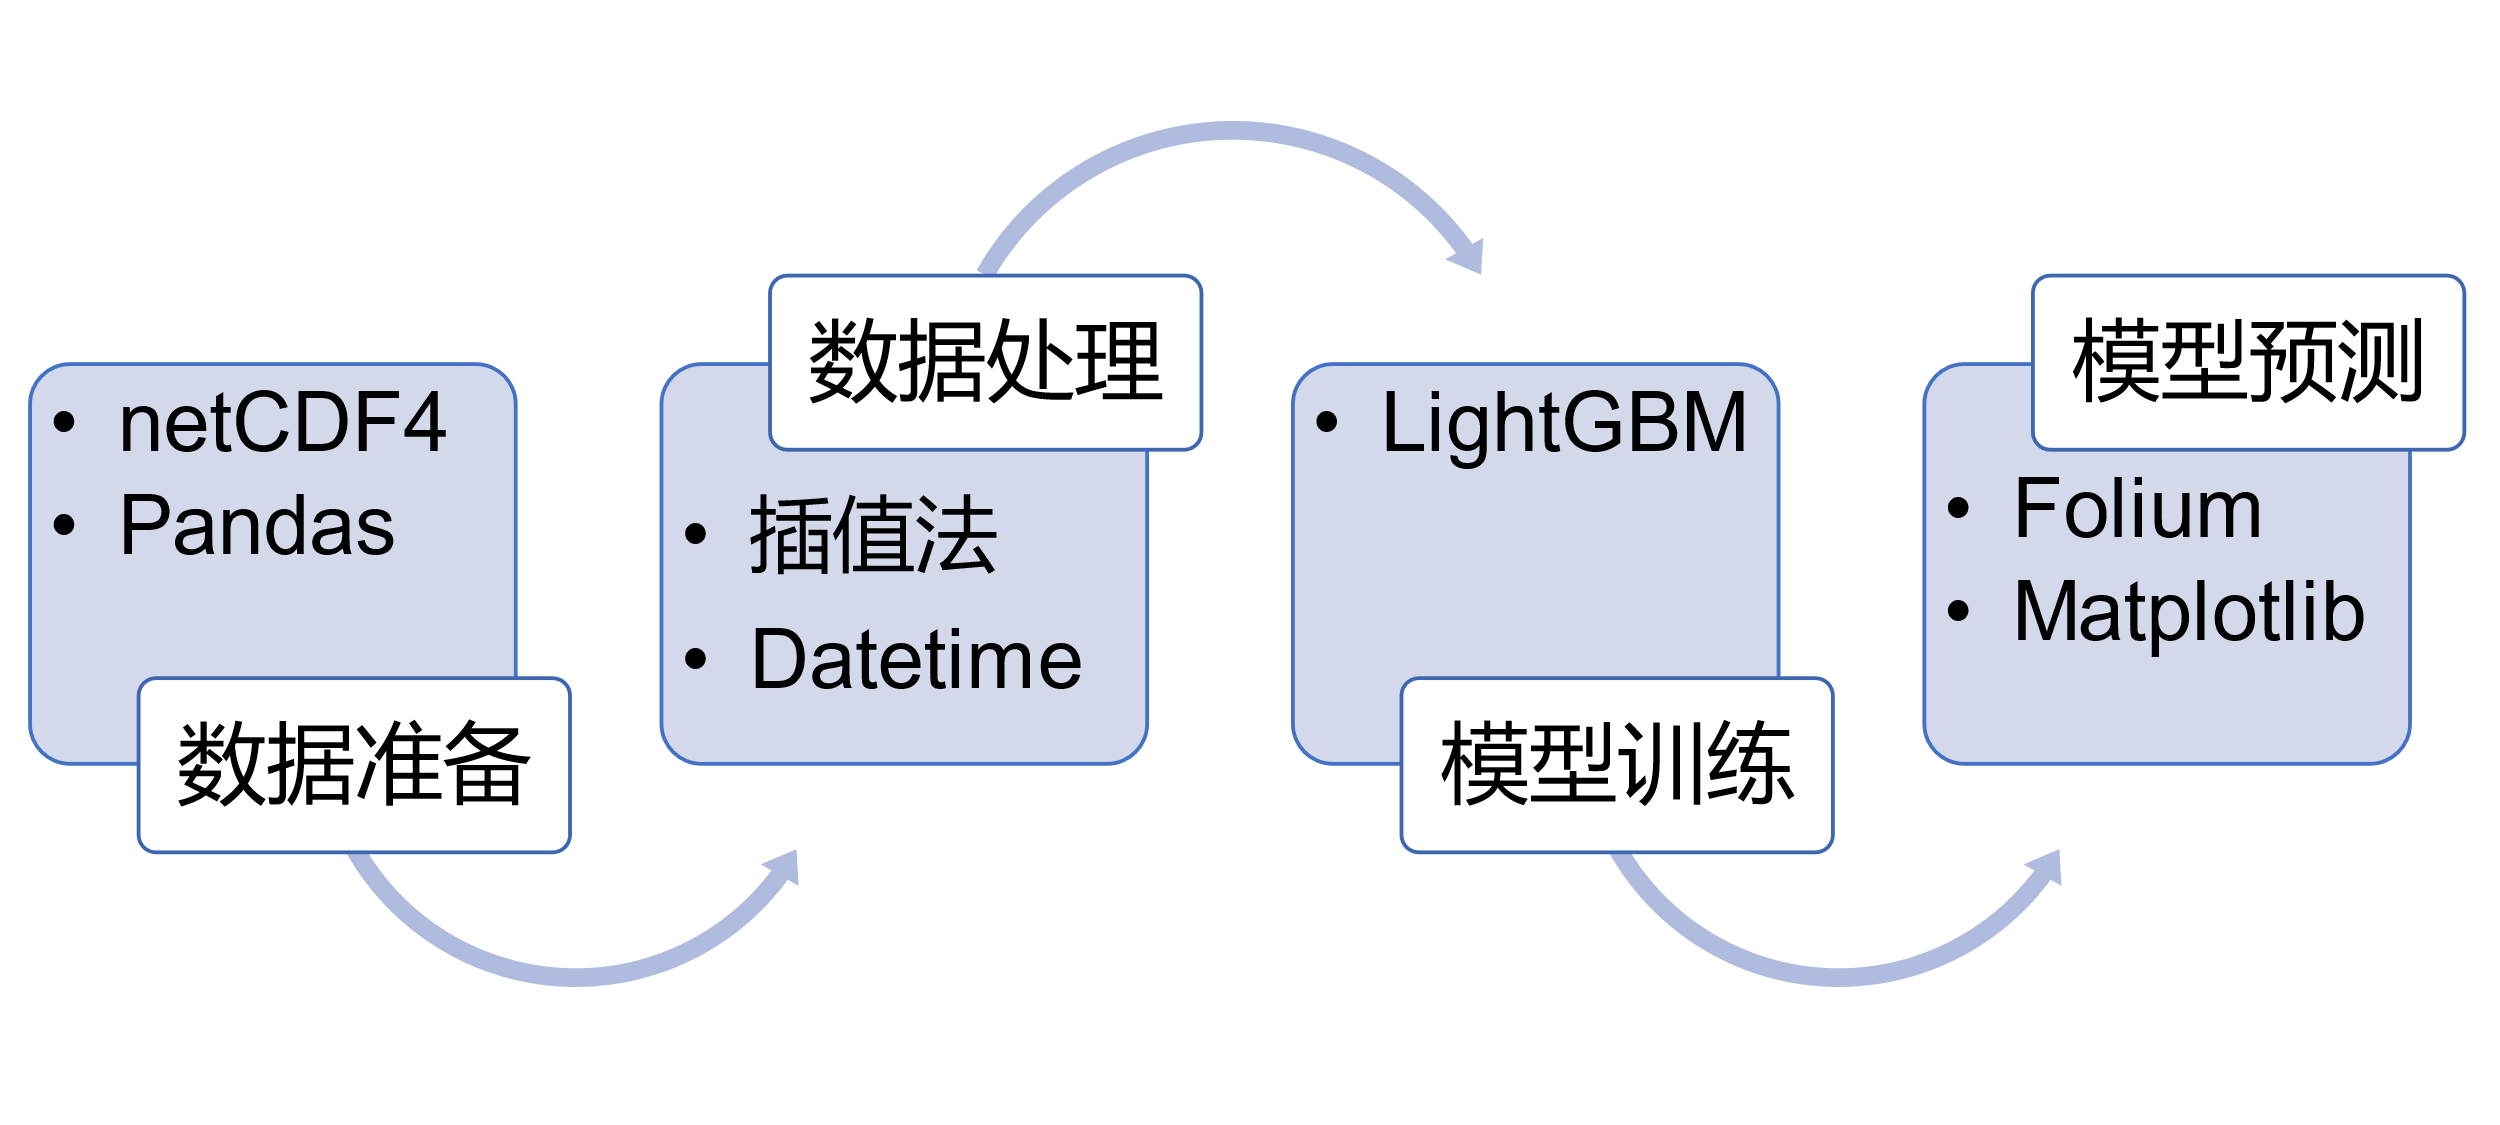 • netCDF4
• Pandas
数据准备
数据处理
• 插值法
• Datetime
• LightGBM
模型训练
模型预测
• Folium
• Matplotlib